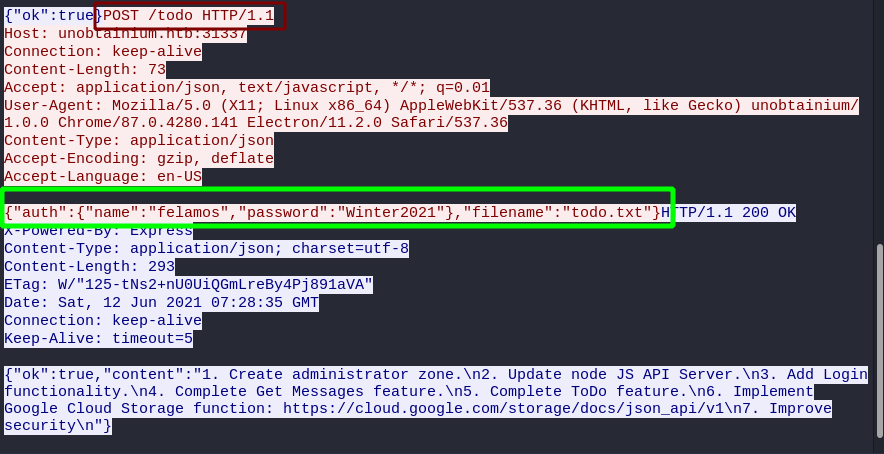 {"ok":true}POST /todo HTTP/1.1
Host: unobtainium.htb:31337
Connection: keep-alive
Content-Length: 73
Accept: application/json, text/javascript, */*; q=0.01
User-Agent: Mozilla/5.0 (X11; Linux x86_64) AppleWebKit/537.36 (KHTML, like Gecko) unobtainium/
1.0.0 Chrome/87.0.4280.141 Electron/11.2.0 Safari/537.36
Content-Type: application/json
Accept-Encoding: gzip, deflate
Accept-Language: en-US
{"auth":{"name":"felamos","password":"Winter2021"},"filename":"todo.txt"}HTTP/1.1 200 OK
X-Powered-By: Express
Content-Type: application/json; charset=utf-8
Content-Length: 293
ETag: W/"125-tNs2+nU0UiQGmLreBy4Pj891aVA"
Date: Sat, 12 Jun 2021 07:28:35 GMT
Connection: keep-alive
Keep-Alive: timeout=5
{"ok":true,"content":"1. Create administrator zone.\n2. Update node JS API Server.\n3. Add Login
functionality.\n4. Complete Get Messages feature.\n5. Complete ToDo feature.\n6. Implement
Google Cloud Storage function: https://cloud.google.com/storage/docs/json_api/v1\n7. Improve
security\n"}